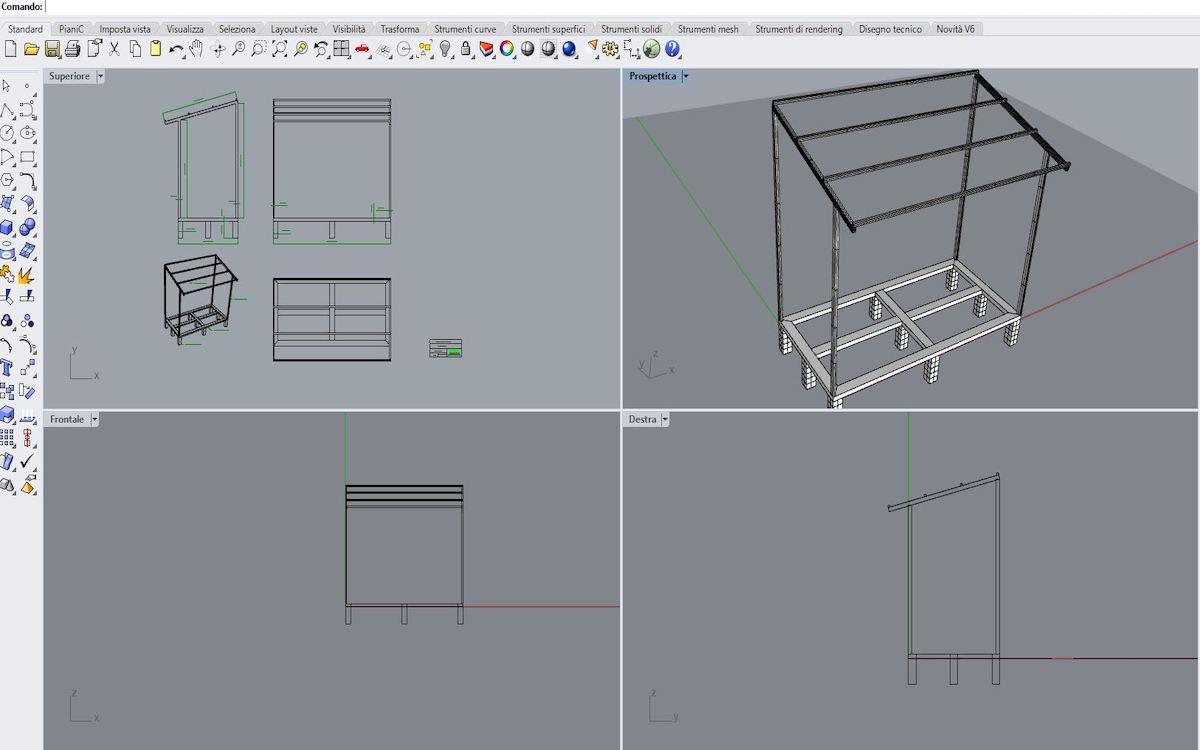 Comando:
Standard PianiC Imposta vista Visualizza Seleziona Layout viste Visibilità Trasforma Strumenti curve Strumenti superfici Strumenti solidi Strumenti mesh Strumenti di rendering Disegno tecnico Novità V6
Superiore
Prospettica
y
x
z
y
x
Frontale
Destra
z
x
z
y